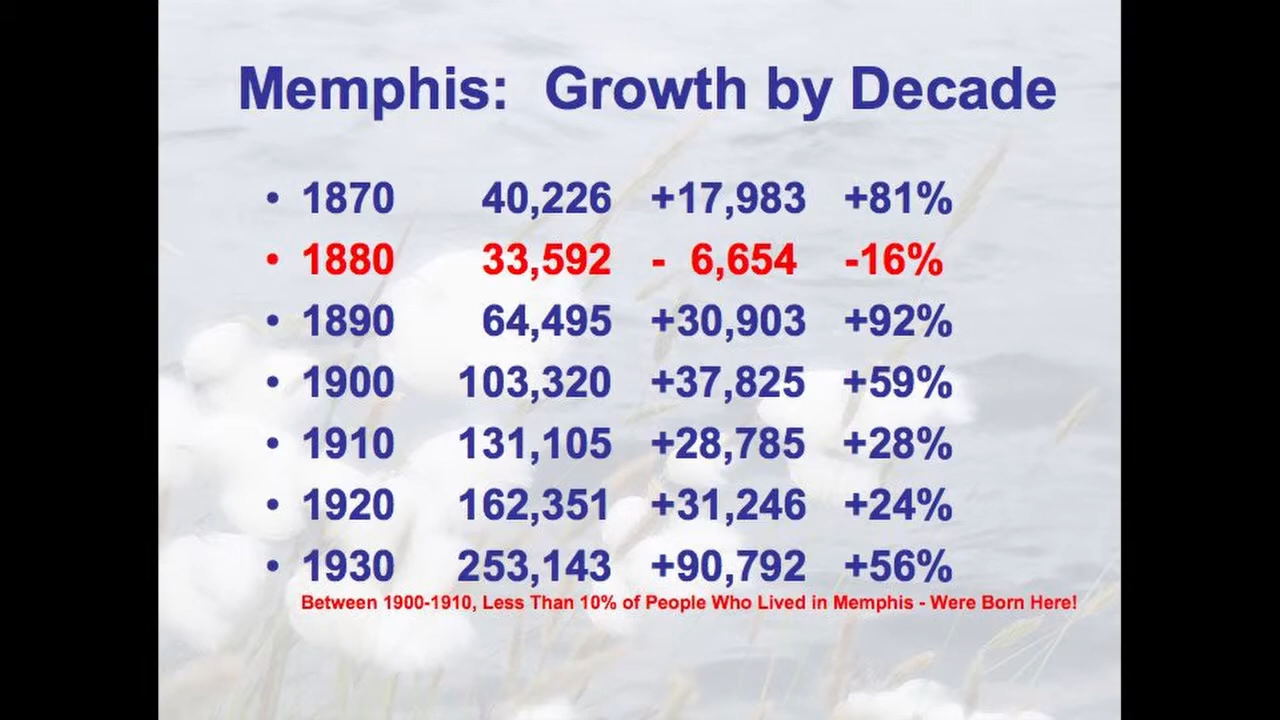 Memphis: Growth by Decade
• 1870 40,226 +17,983 +81%
• 1880 33,592 - 6,654 -16%
• 1890 64,495 +30,903 +92%
• 1900 103,320 +37,825 +59%
• 1910 131,105 +28,785 +28%
• 1920 162,351 +31,246 +24%
• 1930 253,143 +90,792 +56%
Between 1900-1910, Less Than 10% of People Who Lived in Memphis - Were Born Here!